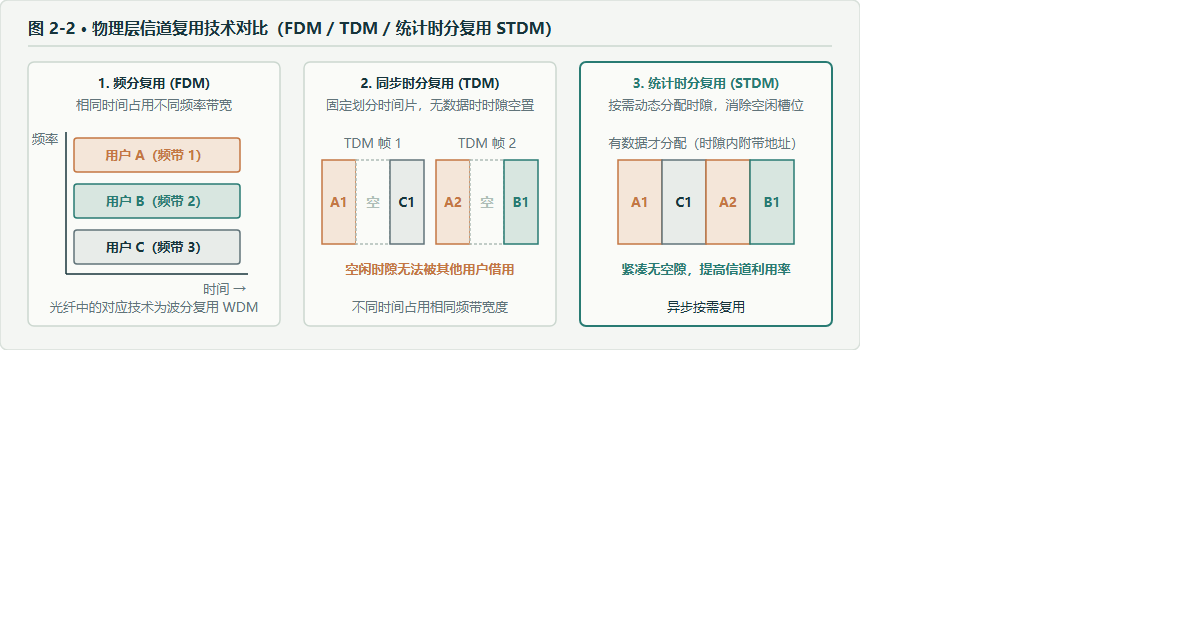 图 2-2 • 物理层信道复用技术对比（FDM / TDM / 统计时分复用 STDM）
1. 频分复用 (FDM)
相同时间占用不同频率带宽
频率
用户 A（频带 1）
用户 B（频带 2）
用户 C（频带 3）
时间 →
光纤中的对应技术为波分复用 WDM
2. 同步时分复用 (TDM)
固定划分时间片，无数据时时隙空置
TDM 帧 1 TDM 帧 2
A1 空 C1 A2 空 B1
空闲时隙无法被其他用户借用
不同时间占用相同频带宽度
3. 统计时分复用 (STDM)
按需动态分配时隙，消除空闲槽位
有数据才分配（时隙内附带地址）
A1 C1 A2 B1
紧凑无空隙，提高信道利用率
异步按需复用